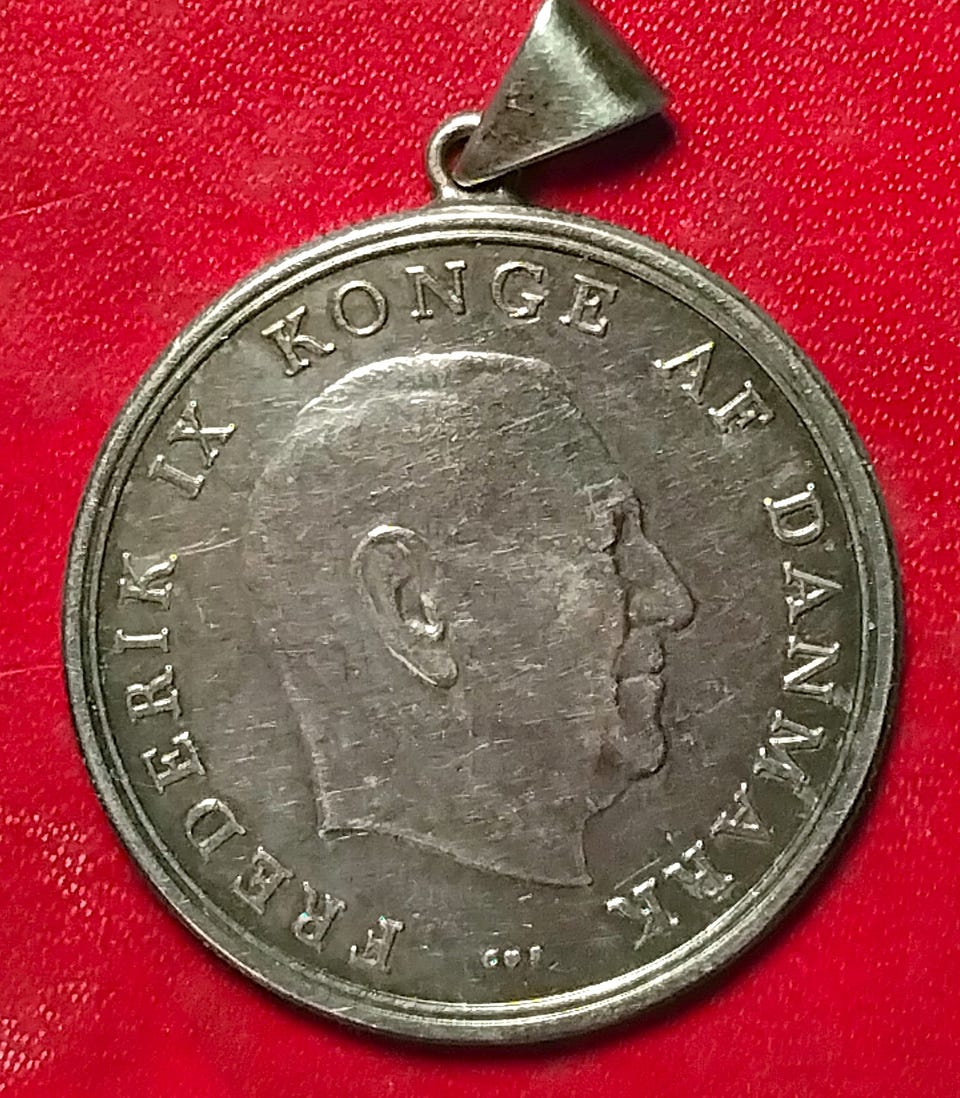 FREDERIK IX KONGE AF DANMARK